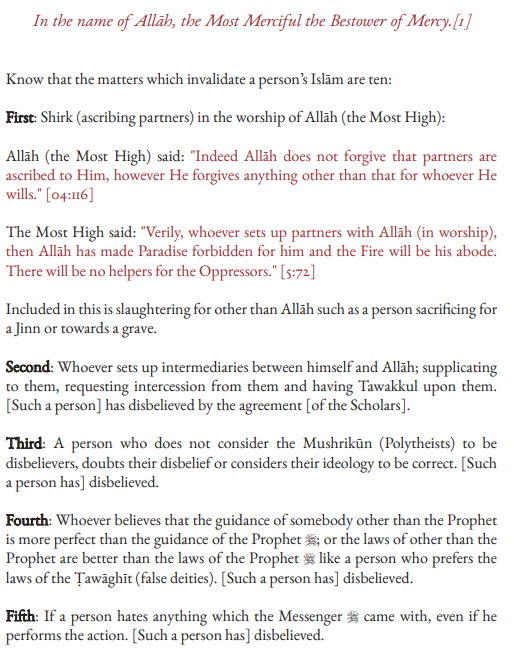 In the name of Allāh, the Most Merciful the Bestower of Mercy.[1]
Know that the matters which invalidate a person’s Islām are ten:
First: Shirk (ascribing partners) in the worship of Allāh (the Most High):
Allāh (the Most High) said: "Indeed Allāh does not forgive that partners are
ascribed to Him, however He forgives anything other than that for whoever He
wills." [04:116]
The Most High said: "Verily, whoever sets up partners with Allāh (in worship),
then Allāh has made Paradise forbidden for him and the Fire will be his abode.
There will be no helpers for the Oppressors." [5:72]
Included in this is slaughtering for other than Allāh such as a person sacrificing for
a Jinn or towards a grave.
Second: Whoever sets up intermediaries between himself and Allāh; supplicating
to them, requesting intercession from them and having Tawakkul upon them.
[Such a person] has disbelieved by the agreement [of the Scholars].
Third: A person who does not consider the Mushrikūn (Polytheists) to be
disbelievers, doubts their disbelief or considers their ideology to be correct. [Such
a person has] disbelieved.
Fourth: Whoever believes that the guidance of somebody other than the Prophet
is more perfect than the guidance of the Prophet ﷺ; or the laws of other than the
Prophet are better than the laws of the Prophet ﷺ like a person who prefers the
laws of the Ṭawāghīt (false deities). [Such a person has] disbelieved.
Fifth: If a person hates anything which the Messenger ﷺ came with, even if he
performs the action. [Such a person has] disbelieved.